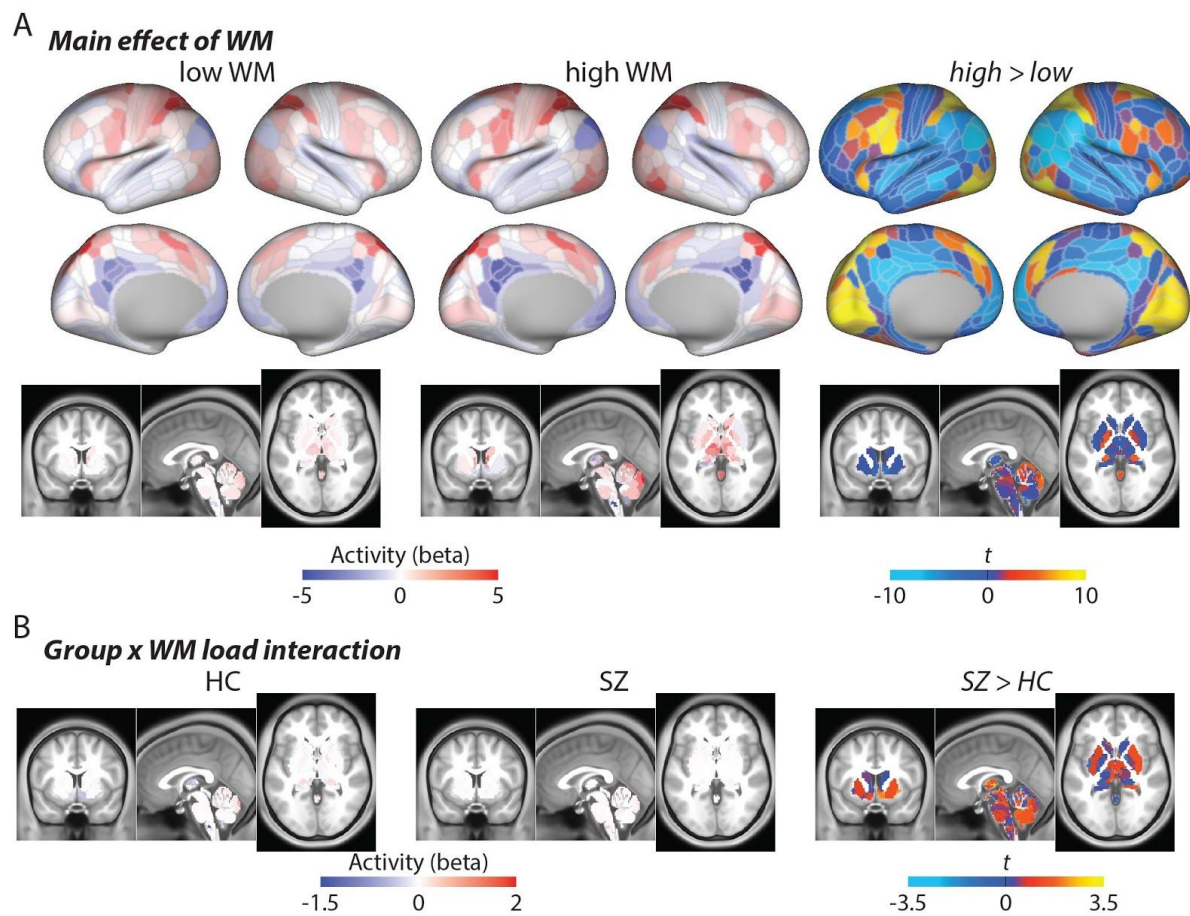 A
Main effect of WM
low WM
high WM
high > low
Activity (beta)
-5 0 5
t
-10 0 10
B
Group x WM load interaction
HC
SZ
SZ > HC
Activity (beta)
-1.5 0 2
t
-3.5 0 3.5